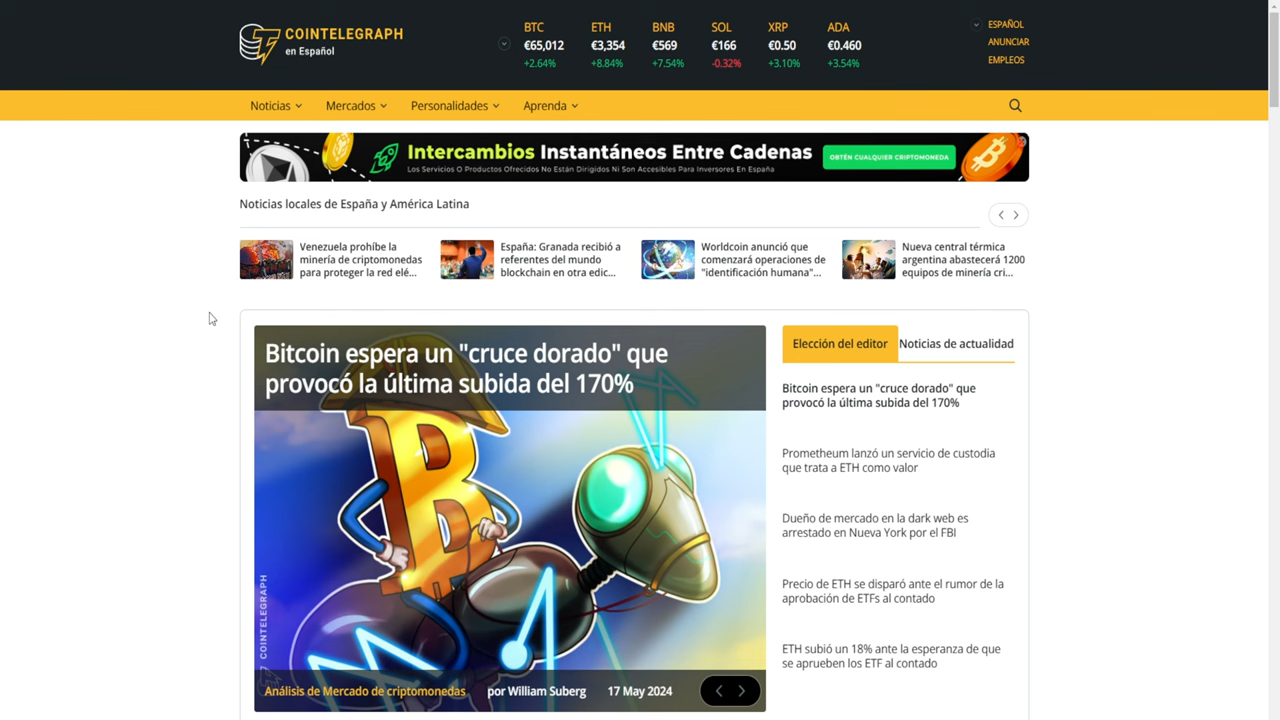 COINTELEGRAPH
en Español
BTC
€65,012
+2.64%
ETH
€3,354
+8.84%
BNB
€569
+7.54%
SOL
€166
-0.32%
XRP
€0.50
+3.10%
ADA
€0.460
+3.54%
ESPAÑOL
ANUNCIAR
EMPLEOS
Noticias
Mercados
Personalidades
Aprenda
Intercambios Instantáneos Entre Cadenas
Los Servicios O Productos Ofrecidos No Están Dirigidos Ni Son Accesibles Para Inversores En España
OBTÉN CUALQUIER CRIPTOMONEDA
Noticias locales de España y América Latina
Venezuela prohíbe la
minería de criptomonedas
para proteger la red elé...
España: Granada recibió a
referentes del mundo
blockchain en otra edic...
Worldcoin anunció que
comenzará operaciones de
"identificación humana"...
Nueva central térmica
argentina abastecerá 1200
equipos de minería cri...
Bitcoin espera un "cruce dorado" que
provocó la última subida del 170%
COINTELEGRAPH
Análisis de Mercado de criptomonedas
por William Suberg
17 May 2024
Elección del editor
Noticias de actualidad
Bitcoin espera un "cruce dorado" que
provocó la última subida del 170%
Prometheum lanzó un servicio de custodia
que trata a ETH como valor
Dueño de mercado en la dark web es
arrestado en Nueva York por el FBI
Precio de ETH se disparó ante el rumor de la
aprobación de ETFs al contado
ETH subió un 18% ante la esperanza de que
se aprueben los ETF al contado